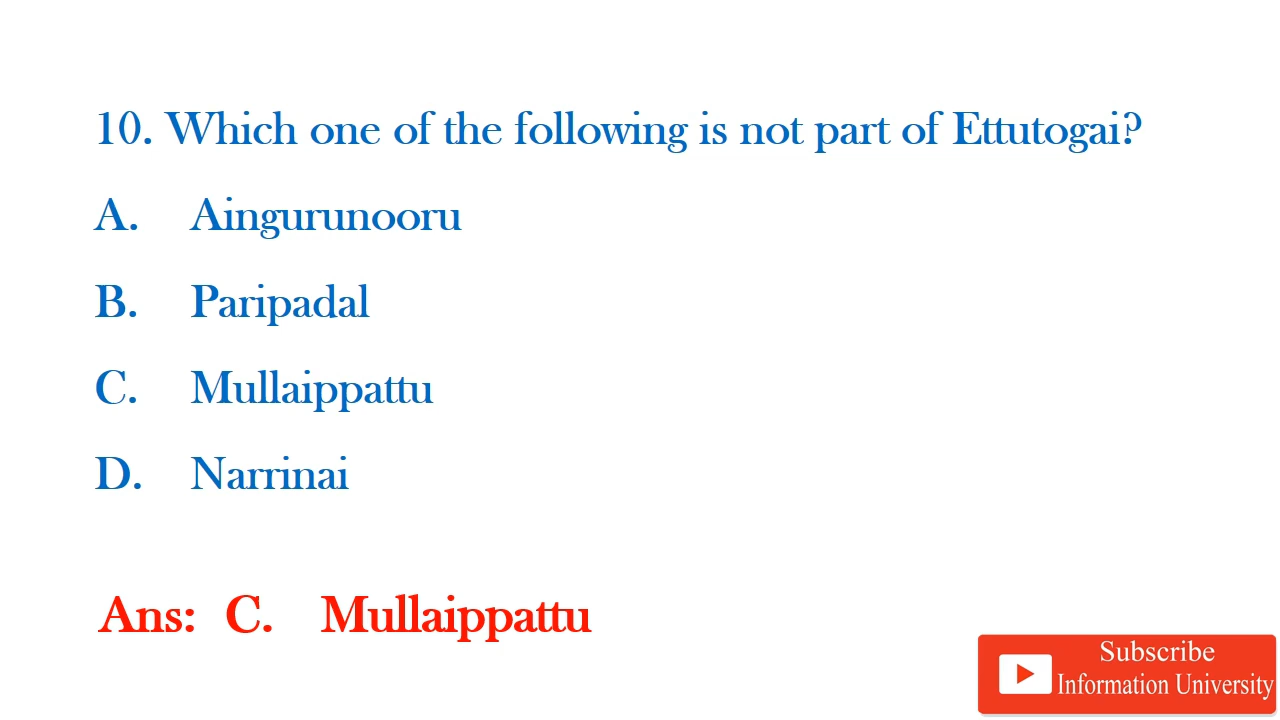 10. Which one of the following is not part of Ettutogai?
A. Aingurunooru
B. Paripadal
C. Mullaippattu
D. Narrinai
Ans: C. Mullaippattu
Subscribe
Information University